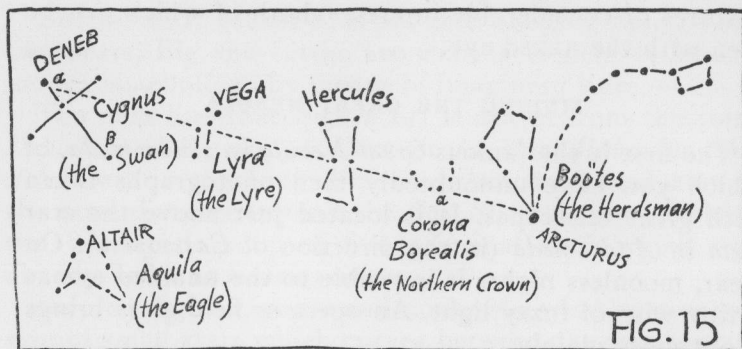 DENEB
α
Cygnus
β
(the Swan)
VEGA
Lyra
(the Lyre)
Hercules
α
Corona
Borealis
(the Northern Crown)
Bootes
(the Herdsman)
ARCTURUS
ALTAIR
Aquila
(the Eagle)
FIG. 15